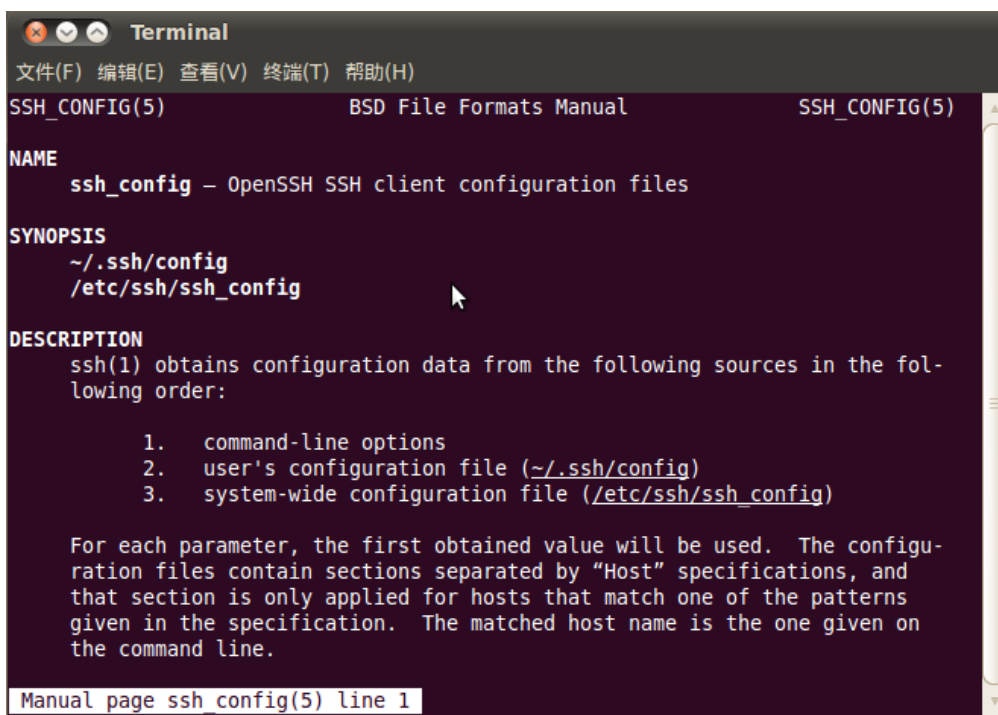 Terminal
文件(F) 编辑(E) 查看(V) 终端(T) 帮助(H)
SSH_CONFIG(5) BSD File Formats Manual SSH_CONFIG(5)
NAME
ssh_config — OpenSSH SSH client configuration files
SYNOPSIS
~/.ssh/config
/etc/ssh/ssh_config
DESCRIPTION
ssh(1) obtains configuration data from the following sources in the fol-
lowing order:
1. command-line options
2. user's configuration file (~/.ssh/config)
3. system-wide configuration file (/etc/ssh/ssh_config)
For each parameter, the first obtained value will be used. The configu-
ration files contain sections separated by “Host” specifications, and
that section is only applied for hosts that match one of the patterns
given in the specification. The matched host name is the one given on
the command line.
Manual page ssh_config(5) line 1